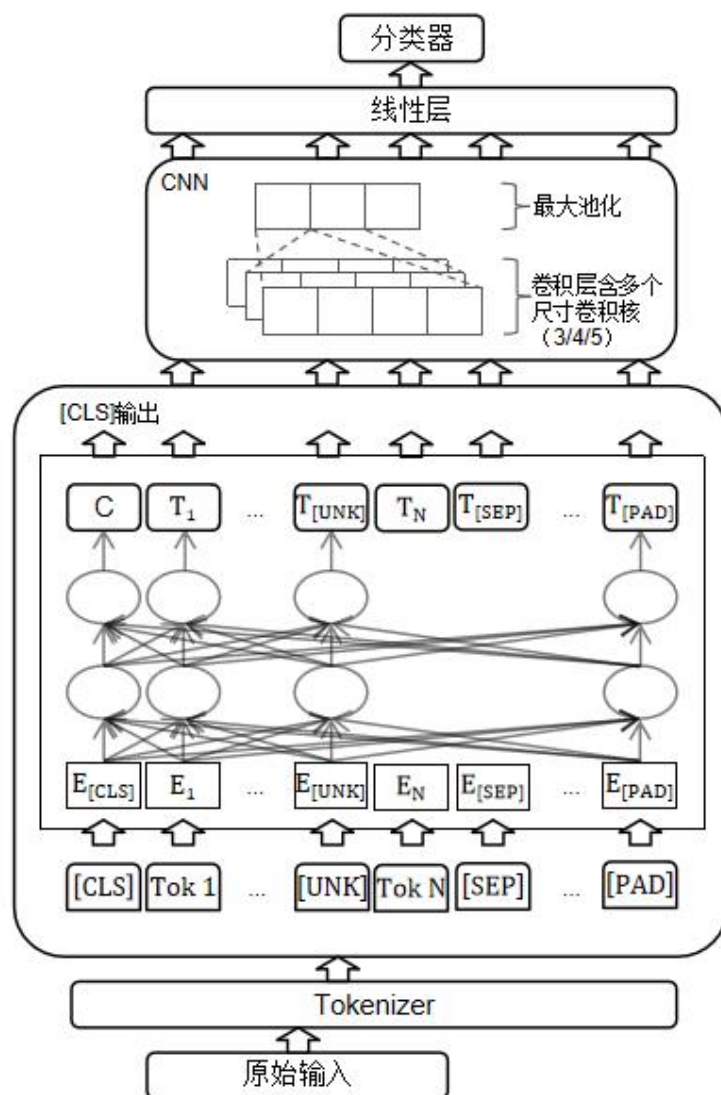 分类器
线性层
CNN
最大池化
卷积层含多个
尺寸卷积核
（3/4/5）
[CLS]输出
C T₁ ... T[UNK] T_N T[SEP] ... T[PAD]
E[CLS] E₁ ... E[UNK] E_N E[SEP] ... E[PAD]
[CLS] Tok 1 ... [UNK] Tok N [SEP] ... [PAD]
Tokenizer
原始输入